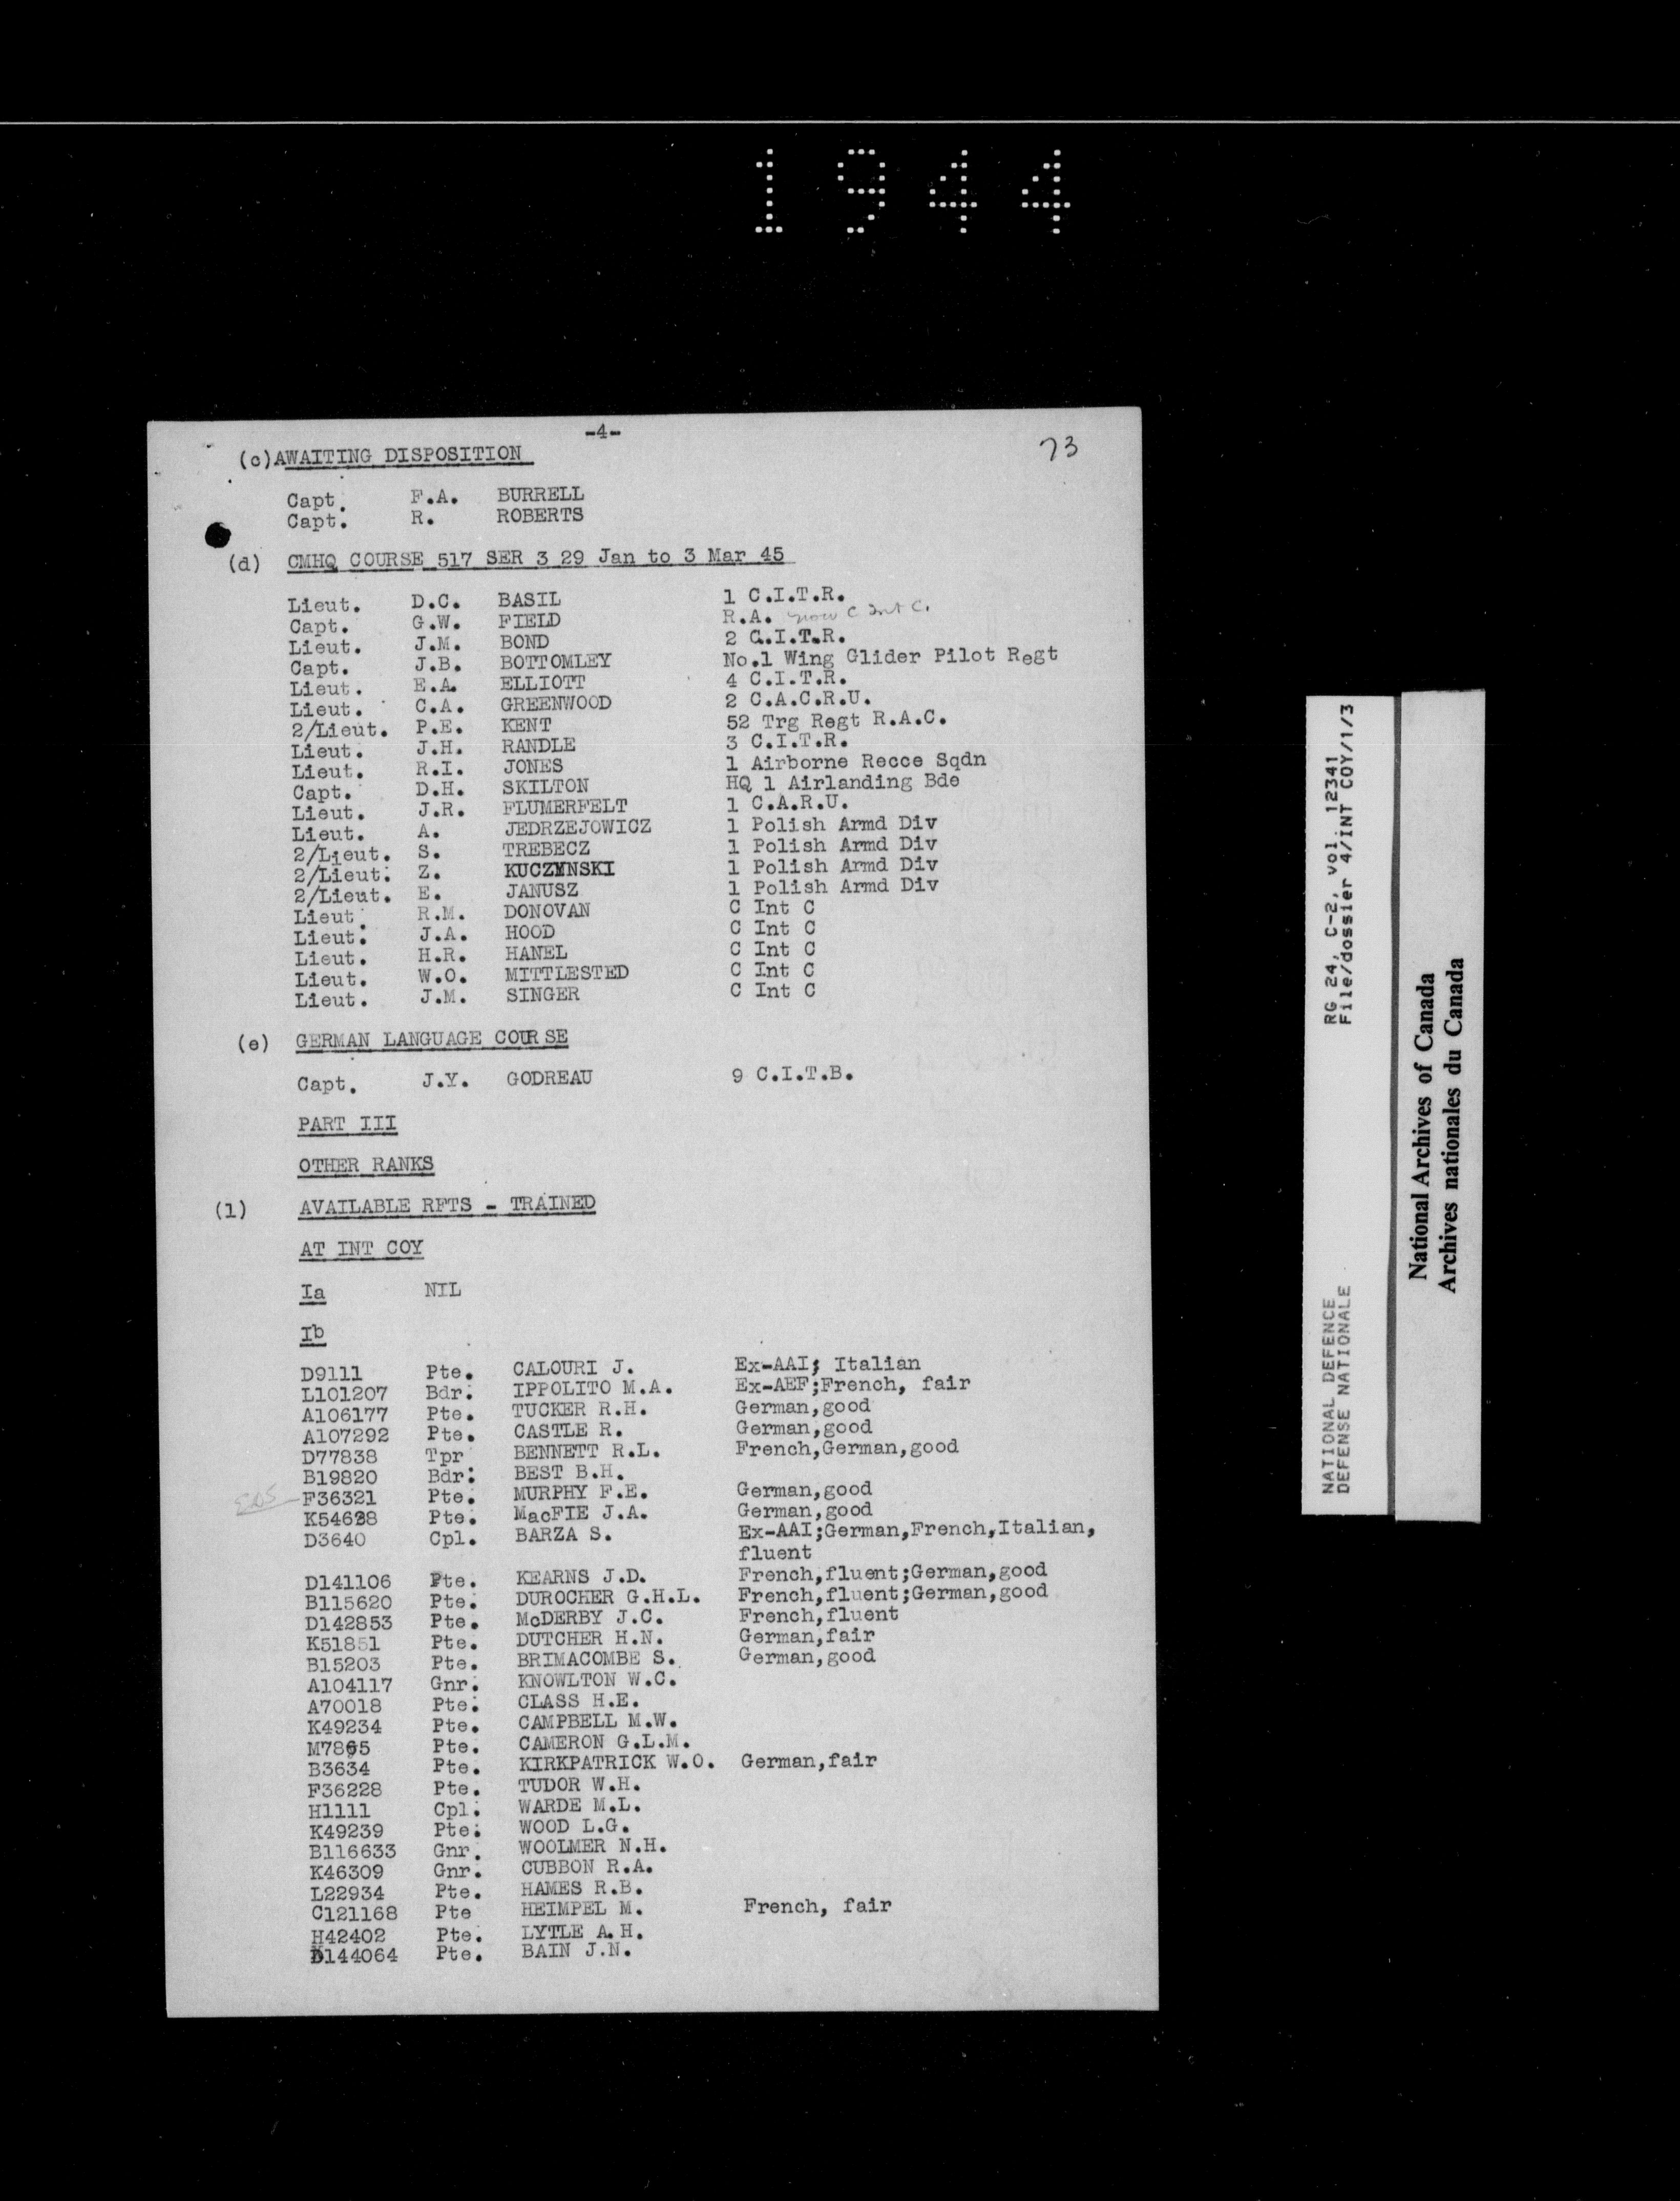 1944
-4-
73
(c) AWAITING DISPOSITION
Capt. F.A. BURRELL
Capt. R. ROBERTS
(d) CMHQ COURSE 517 SER 3 29 Jan to 3 Mar 45
Lieut. D.C. BASIL 1 C.I.T.R.
Capt. G.W. FIELD R.A. now C Int C.
Lieut. J.M. BOND 2 C.I.T.R.
Capt. J.B. BOTTOMLEY No.1 Wing Glider Pilot Regt
Lieut. E.A. ELLIOTT 4 C.I.T.R.
Lieut. C.A. GREENWOOD 2 C.A.C.R.U.
2/Lieut. P.E. KENT 52 Trg Regt R.A.C.
Lieut. J.H. RANDLE 3 C.I.T.R.
Lieut. R.I. JONES 1 Airborne Recce Sqdn
Capt. D.H. SKILTON HQ 1 Airlanding Bde
Lieut. J.R. FLUMERFELT 1 C.A.R.U.
Lieut. A. JEDRZEJOWICZ 1 Polish Armd Div
2/Lieut. S. TREBECZ 1 Polish Armd Div
2/Lieut. Z. KUCZYNSKI 1 Polish Armd Div
2/Lieut. E. JANUSZ 1 Polish Armd Div
Lieut. R.M. DONOVAN C Int C
Lieut. J.A. HOOD C Int C
Lieut. H.R. HANEL C Int C
Lieut. W.O. MITTLESTED C Int C
Lieut. J.M. SINGER C Int C
(e) GERMAN LANGUAGE COURSE
Capt. J.Y. GODREAU 9 C.I.T.B.
PART III
OTHER RANKS
(1) AVAILABLE RFTS - TRAINED
AT INT COY
Ia NIL
Ib
D9111 Pte. CALOURI J. Ex-AAI; Italian
L101207 Bdr. IPPOLITO M.A. Ex-AEF;French, fair
A106177 Pte. TUCKER R.H. German,good
A107292 Pte. CASTLE R. German,good
D77838 Tpr BENNETT R.L. French,German,good
B19820 Bdr. BEST B.H.
F36321 Pte. MURPHY F.E. German,good
K54638 Pte. MacFIE J.A. German,good
D3640 Cpl. BARZA S. Ex-AAI;German,French,Italian,
fluent
D141106 Pte. KEARNS J.D. French,fluent;German,good
B115620 Pte. DUROCHER G.H.L. French,fluent;German,good
D142853 Pte. McDERBY J.C. French,fluent
K51851 Pte. DUTCHER H.N. German,fair
B15203 Pte. BRIMACOMBE S. German,good
A104117 Gnr. KNOWLTON W.C.
A70018 Pte. CLASS H.E.
K49234 Pte. CAMPBELL M.W.
M7865 Pte. CAMERON G.L.M.
B3634 Pte. KIRKPATRICK W.O. German,fair
F36228 Pte. TUDOR W.H.
H1111 Cpl. WARDE M.L.
K49239 Pte. WOOD L.G.
B116633 Gnr. WOOLMER N.H.
K46309 Gnr. CUBBON R.A.
L22934 Pte. HAMES R.B.
C121168 Pte HEIMPEL M. French, fair
H42402 Pte. LYTLE A.H.
D144064 Pte. BAIN J.N.
NATIONAL DEFENCE RG 24, C-2, vol. 12341
DEFENSE NATIONALE File/dossier 4/INT COY/1/3
National Archives of Canada
Archives nationales du Canada